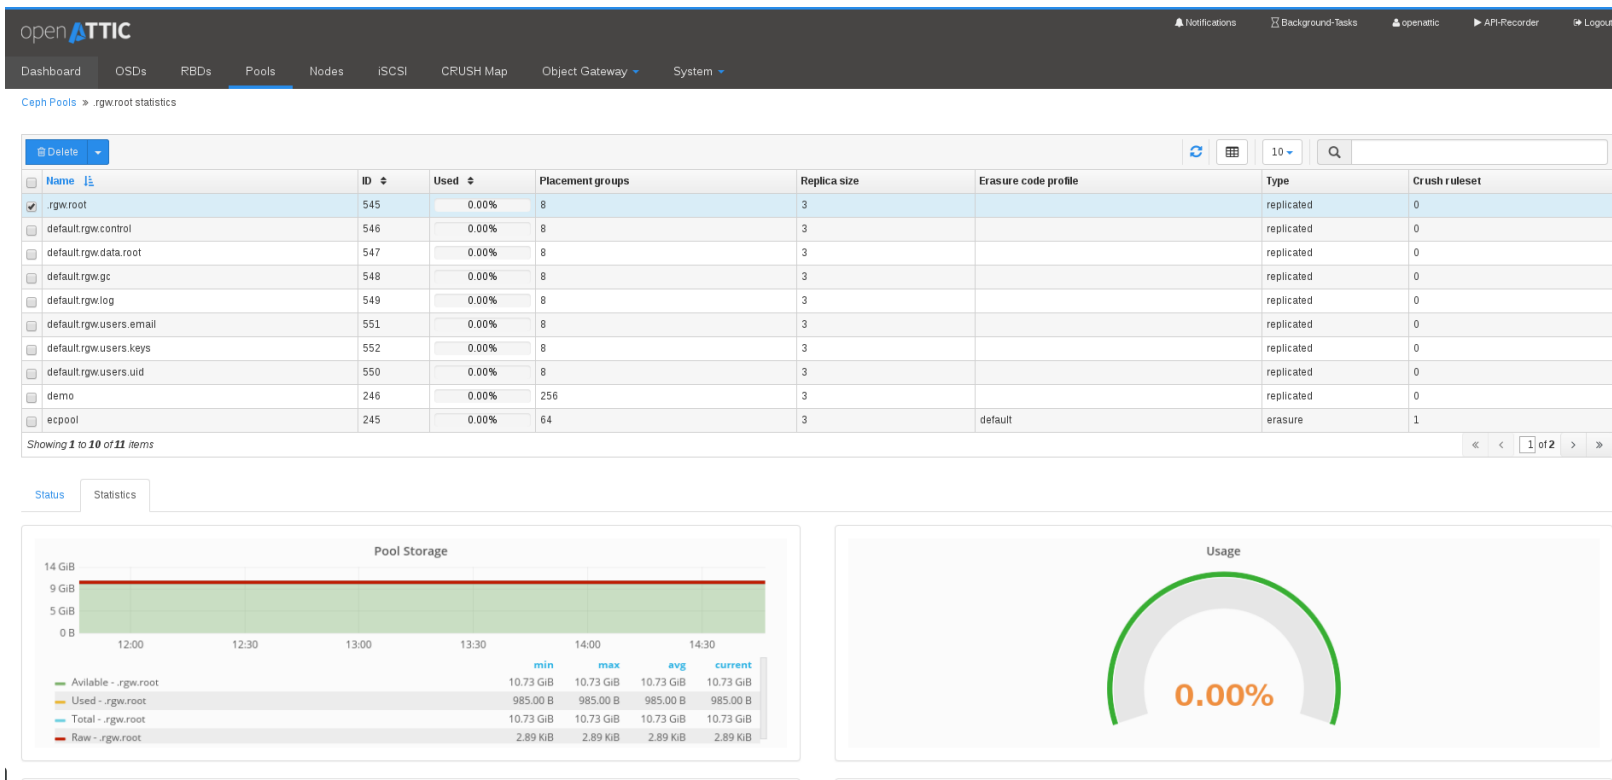 openATTIC
Notifications Background-Tasks openattic API-Recorder Logout
Dashboard OSDs RBDs Pools Nodes iSCSI CRUSH Map Object Gateway System
Ceph Pools » .rgw.root statistics
Delete 10
Name ID Used Placement groups Replica size Erasure code profile Type Crush ruleset
.rgw.root 545 0.00% 8 3 replicated 0
default.rgw.control 546 0.00% 8 3 replicated 0
default.rgw.data.root 547 0.00% 8 3 replicated 0
default.rgw.gc 548 0.00% 8 3 replicated 0
default.rgw.log 549 0.00% 8 3 replicated 0
default.rgw.users.email 551 0.00% 8 3 replicated 0
default.rgw.users.keys 552 0.00% 8 3 replicated 0
default.rgw.users.uid 550 0.00% 8 3 replicated 0
demo 246 0.00% 256 3 replicated 0
ecpool 245 0.00% 64 3 default erasure 1
Showing 1 to 10 of 11 items « < 1 of 2 > »
Status Statistics
Pool Storage
14 GiB
9 GiB
5 GiB
0 B
12:00 12:30 13:00 13:30 14:00 14:30
min max avg current
Avilable - .rgw.root 10.73 GiB 10.73 GiB 10.73 GiB 10.73 GiB
Used - .rgw.root 985.00 B 985.00 B 985.00 B 985.00 B
Total - .rgw.root 10.73 GiB 10.73 GiB 10.73 GiB 10.73 GiB
Raw - .rgw.root 2.89 KiB 2.89 KiB 2.89 KiB 2.89 KiB
Usage
0.00%